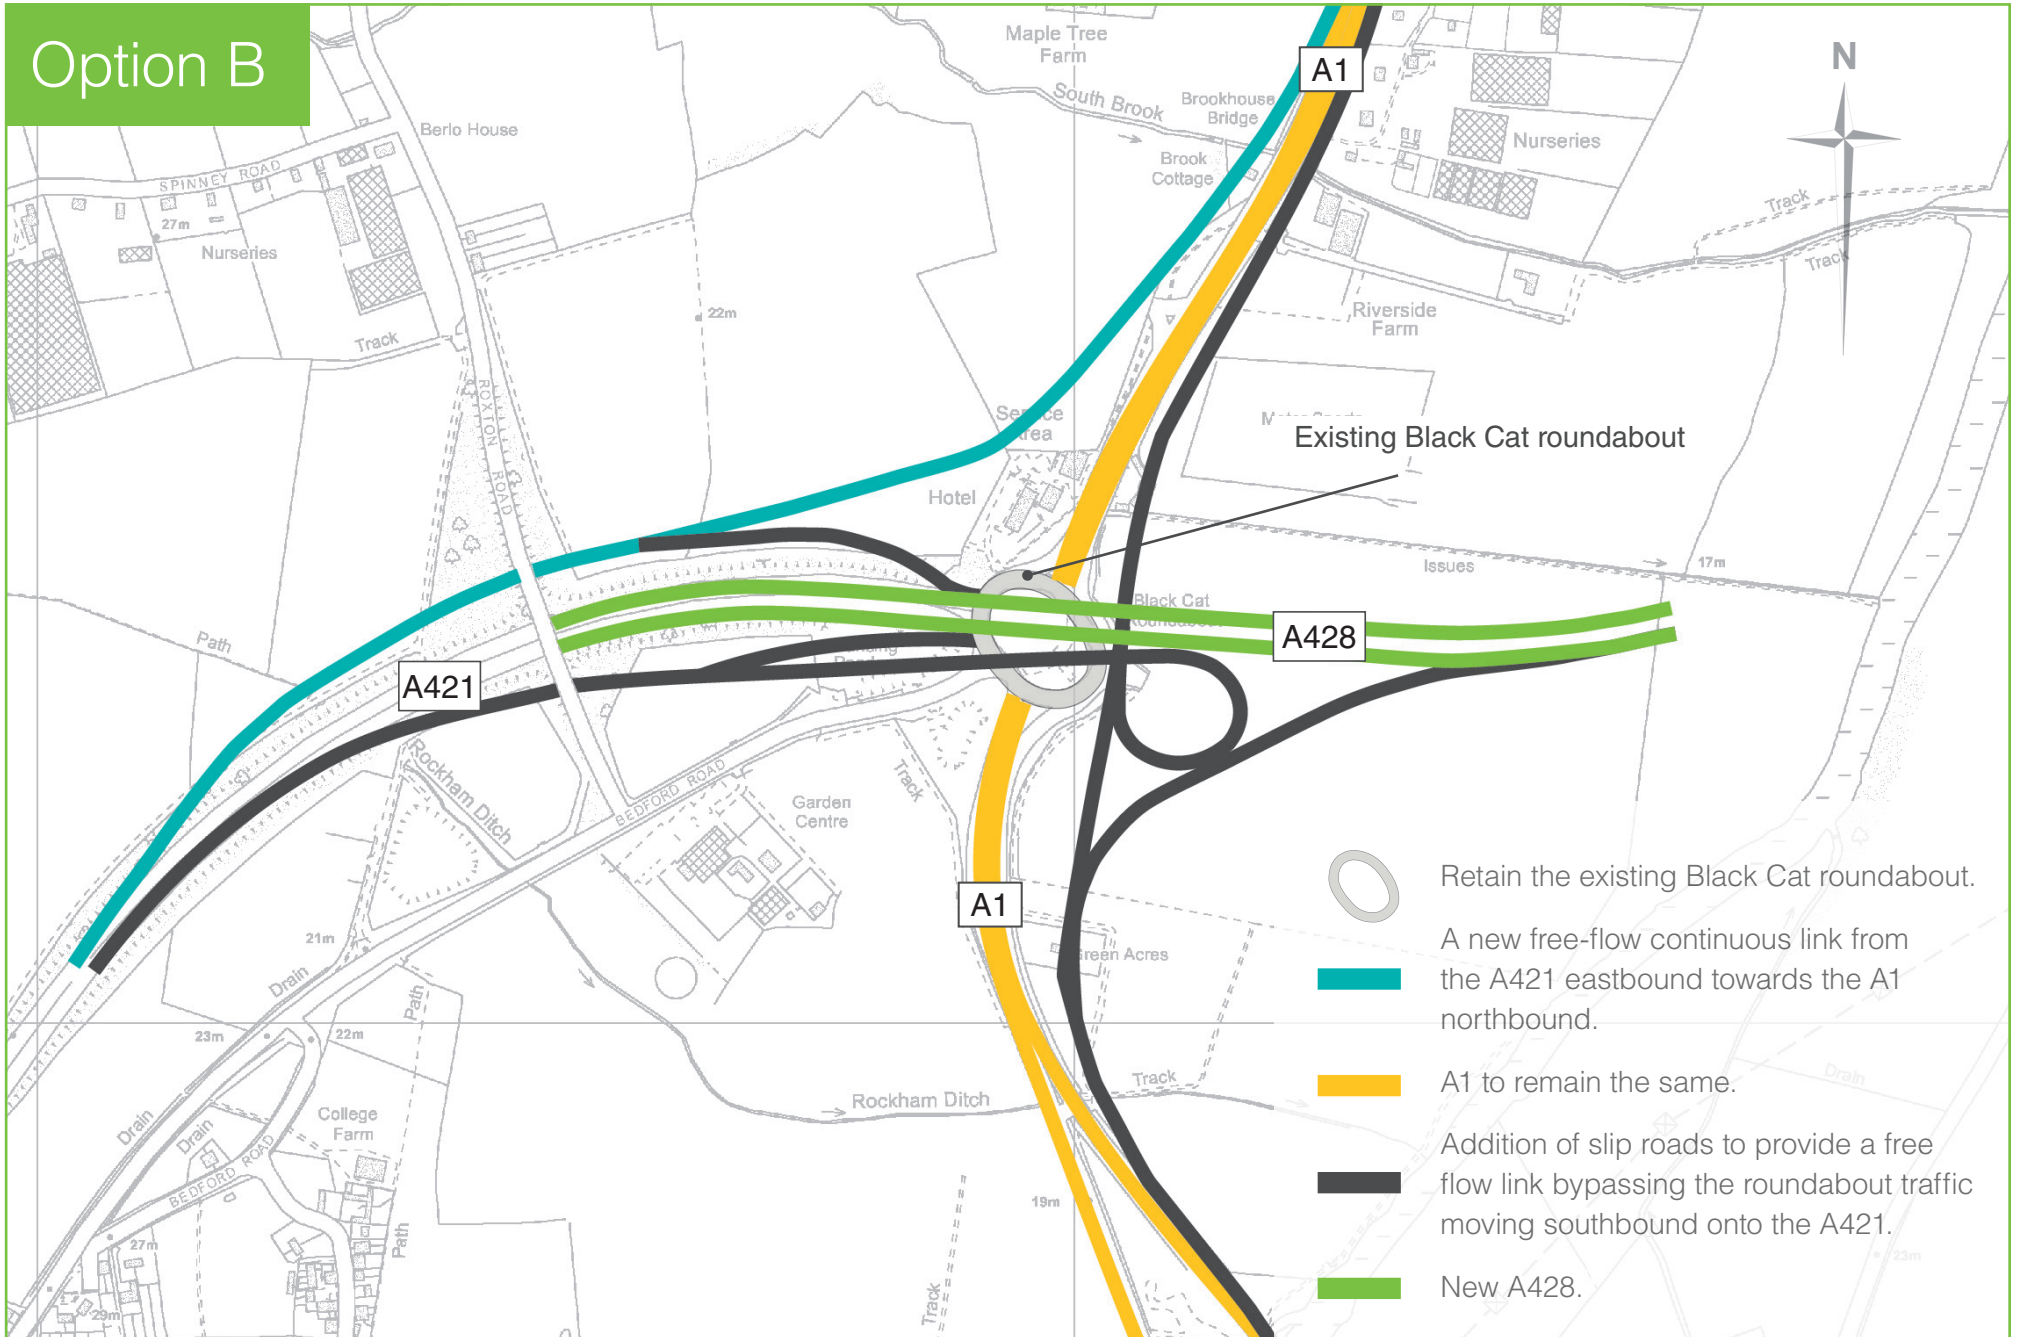 Option B
N
A1
Maple Tree
Farm
South Brook
Brookhouse
Bridge
Brook
Cottage
Nurseries
Berlo House
SPINNEY ROAD
27m
Nurseries
Track
Track
Track
22m
Riverside
Farm
ROXTON ROAD
Service
Area
Existing Black Cat roundabout
Hotel
Issues
17m
Black Cat
Roundabout
A428
Path
A421
Rockham Ditch
BEDFORD ROAD
Track
Garden
Centre
A1
Green Acres
21m
Drain
Path
23m
22m
Track
Rockham Ditch
College
Farm
Drain
Drain
BEDFORD ROAD
Path
27m
29m
19m
Track
Drain
23m
Retain the existing Black Cat roundabout.
A new free-flow continuous link from
the A421 eastbound towards the A1
northbound.
A1 to remain the same.
Addition of slip roads to provide a free
flow link bypassing the roundabout traffic
moving southbound onto the A421.
New A428.